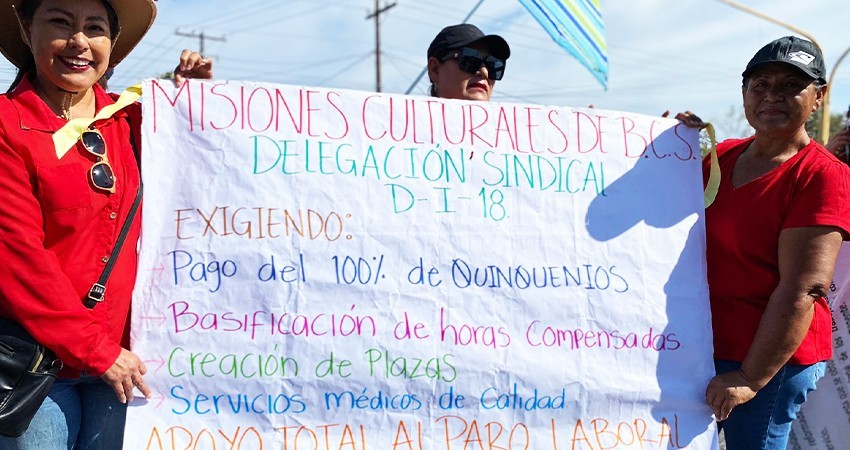 MISIONES CULTURALES DE B.C.S.
DELEGACIÓN SINDICAL
D-I-18.
EXIGIENDO:
→ Pago del 100% de QUINQUENIOS
→ Basificación de horas compensadas
→ Creación de Plazas
→ Servicios médicos de Calidad
APOYO TOTAL AL PARO LABORAL